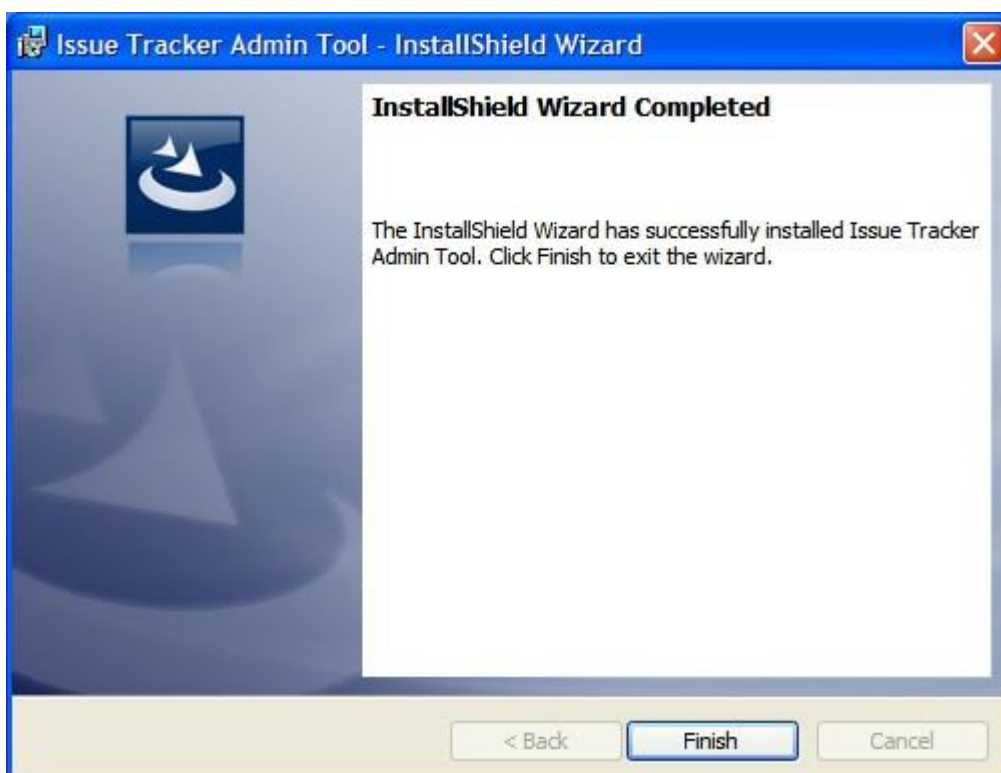 Issue Tracker Admin Tool - InstallShield Wizard
InstallShield Wizard Completed
The InstallShield Wizard has successfully installed Issue Tracker
Admin Tool. Click Finish to exit the wizard.
< Back Finish Cancel